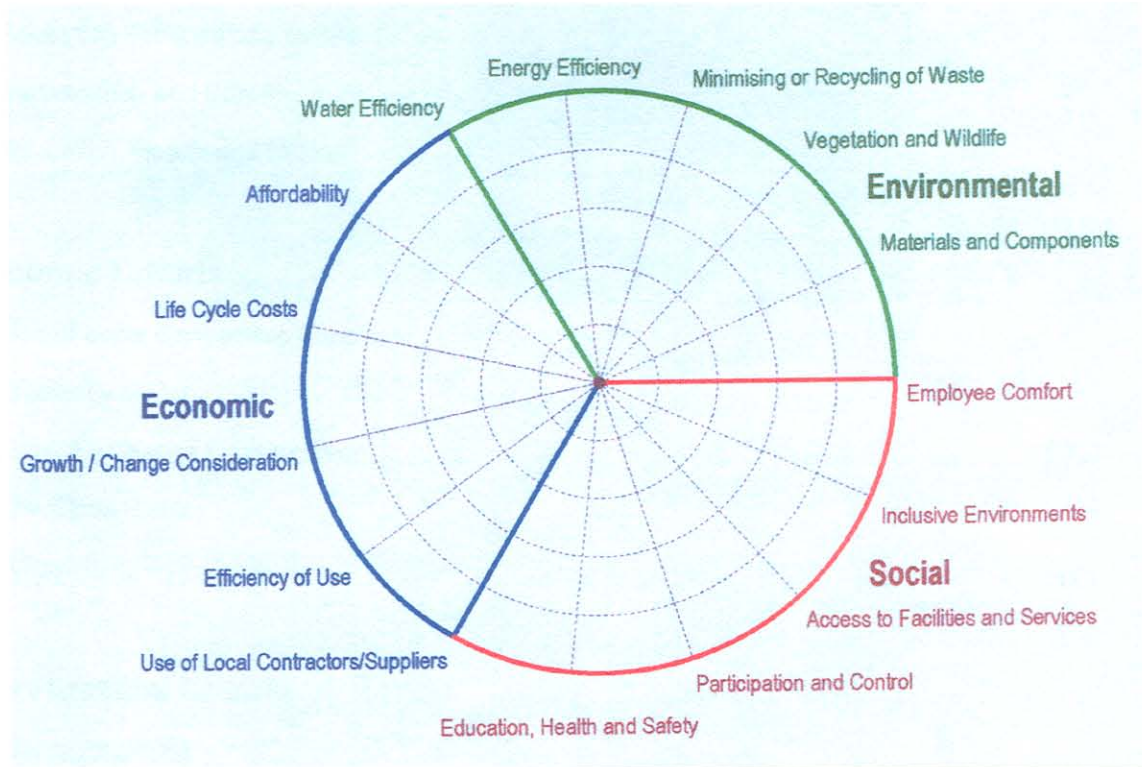 Energy Efficiency
Minimising or Recycling of Waste
Water Efficiency
Vegetation and Wildlife
Environmental
Affordability
Materials and Components
Life Cycle Costs
Economic
Employee Comfort
Growth / Change Consideration
Inclusive Environments
Social
Efficiency of Use
Access to Facilities and Services
Use of Local Contractors/Suppliers
Participation and Control
Education, Health and Safety